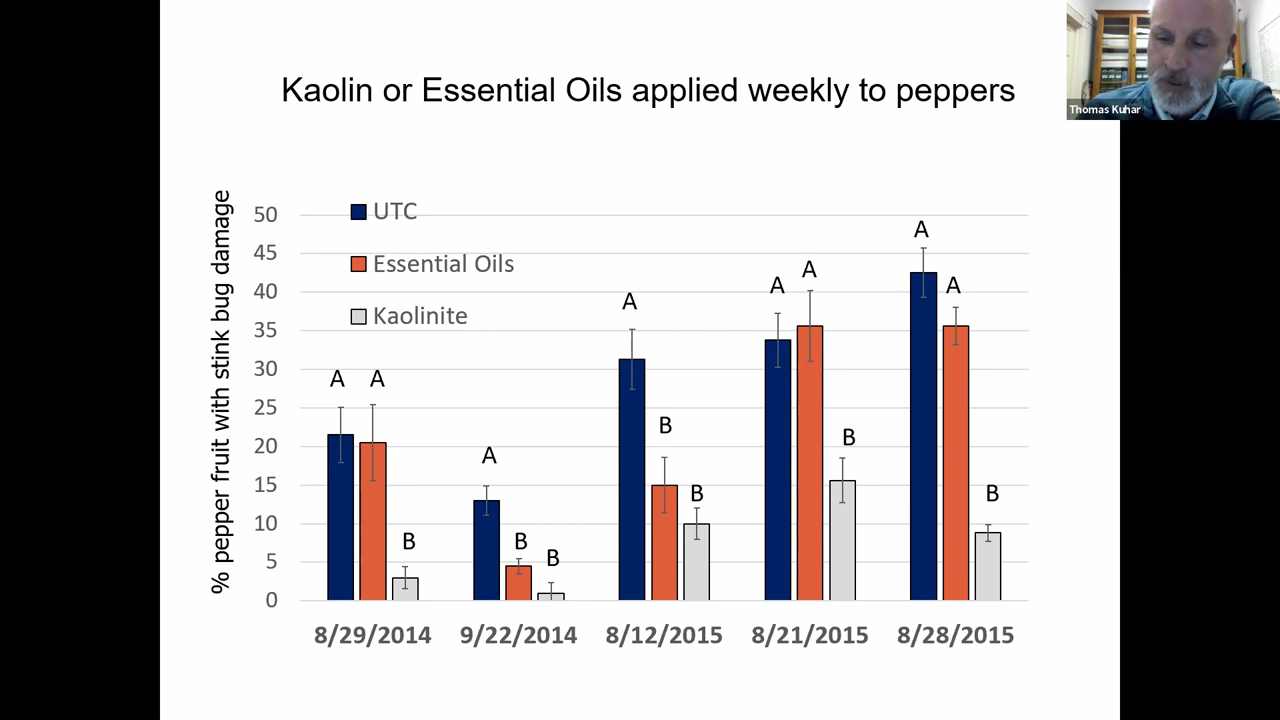 Kaolin or Essential Oils applied weekly to peppers
Thomas Kuhar
% pepper fruit with stink bug damage
50
45
40
35
30
25
20
15
10
5
0
UTC
Essential Oils
Kaolinite
A A B
A B B
A B B
A A B
A A B
8/29/2014 9/22/2014 8/12/2015 8/21/2015 8/28/2015